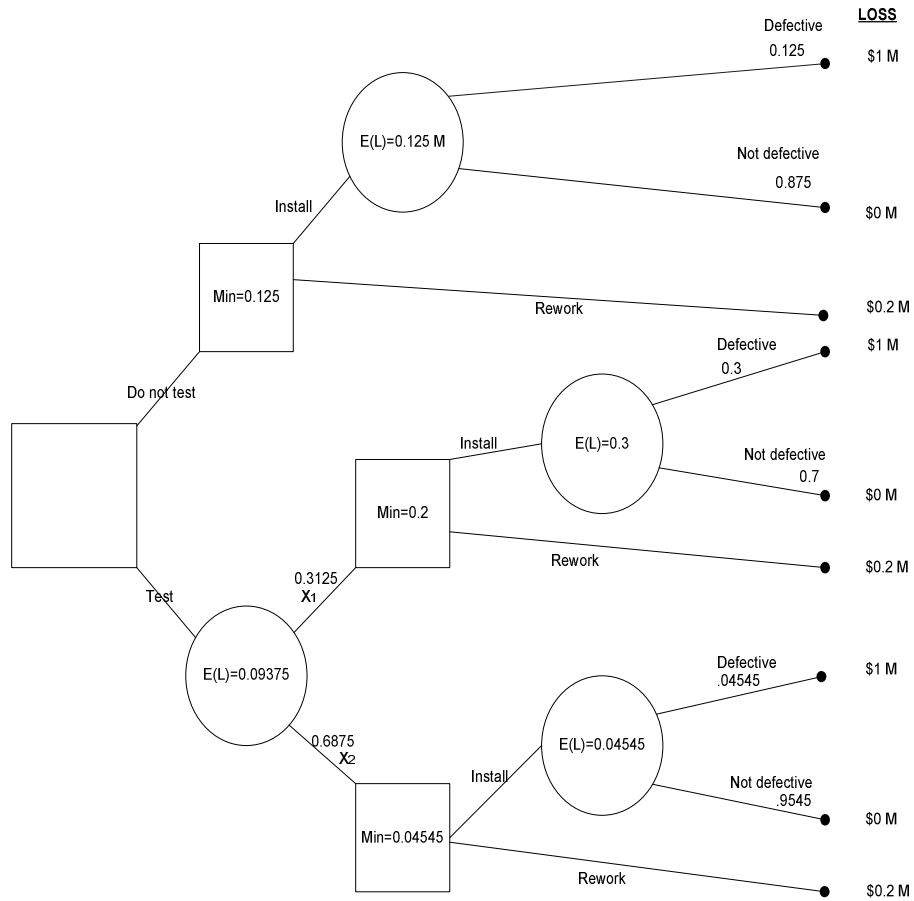 LOSS
Defective
0.125
$1 M
E(L)=0.125 M
Not defective
0.875
$0 M
Install
Min=0.125
Rework
$0.2 M
Do not test
Defective
0.3
$1 M
Install
E(L)=0.3
Not defective
0.7
$0 M
Min=0.2
Rework
$0.2 M
Test
0.3125
X1
E(L)=0.09375
0.6875
X2
Defective
.04545
$1 M
E(L)=0.04545
Install
Not defective
.9545
$0 M
Min=0.04545
Rework
$0.2 M